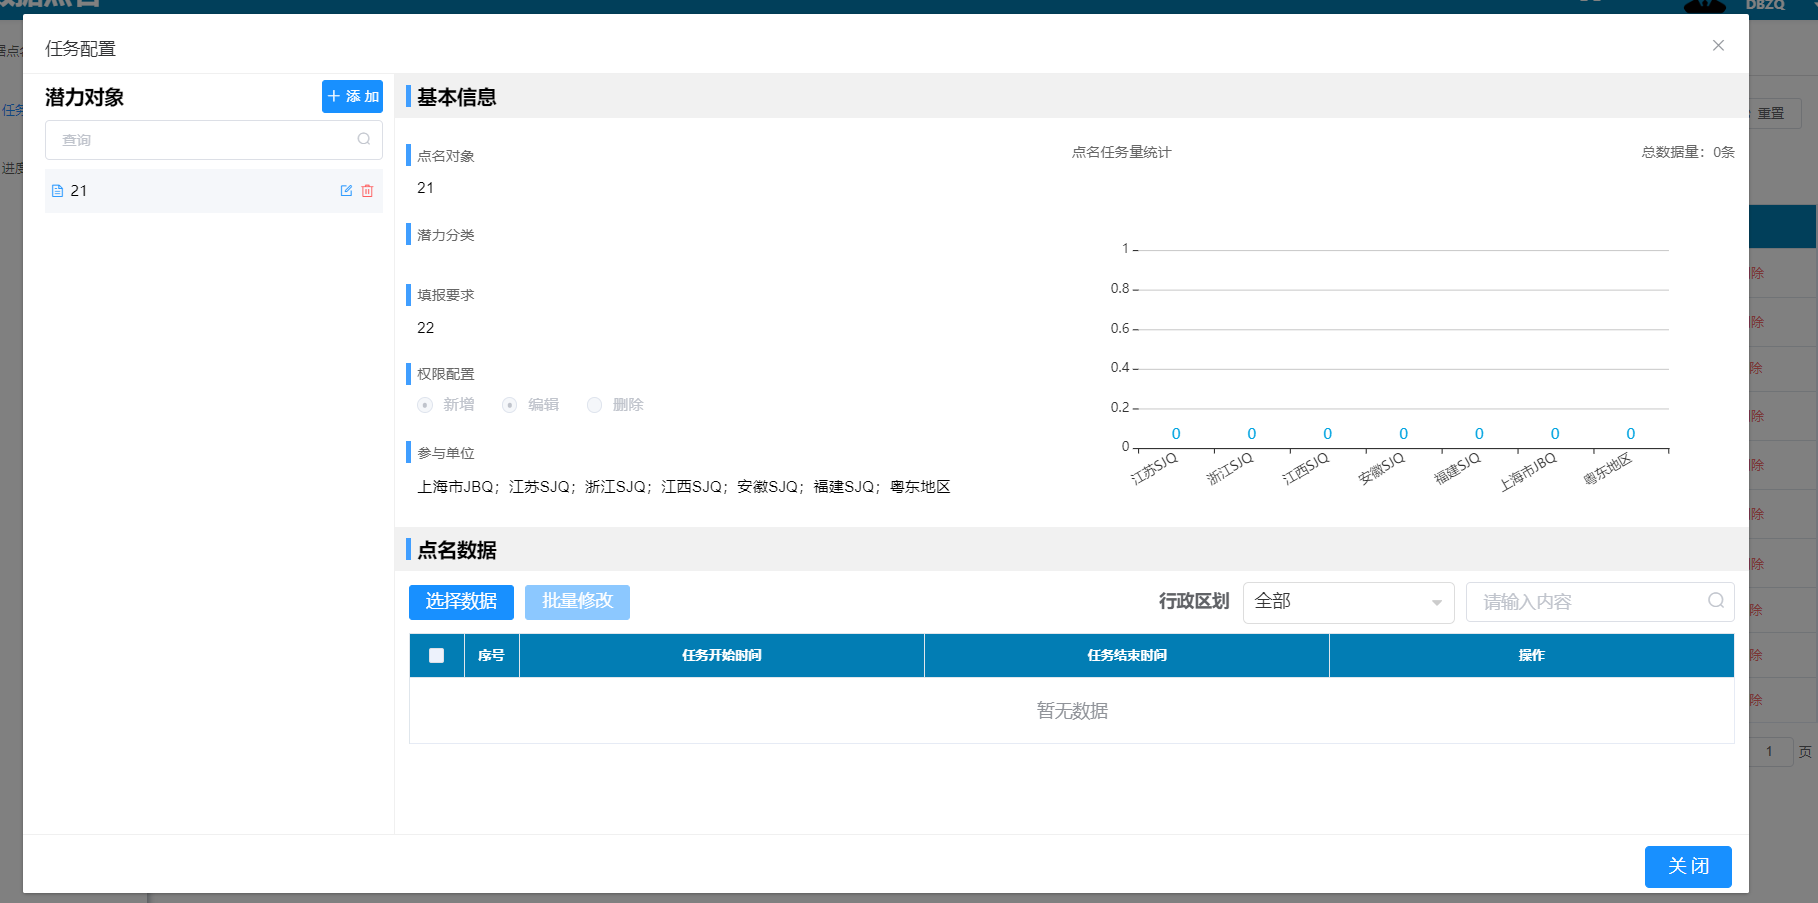 DBZQ
任务配置
潜力对象
添 加
查询
21
基本信息
点名对象
21
潜力分类
填报要求
22
权限配置
新增 编辑 删除
参与单位
上海市JBQ；江苏SJQ；浙江SJQ；江西SJQ；安徽SJQ；福建SJQ；粤东地区
点名任务量统计 总数据量：0条
1
0.8
0.6
0.4
0.2
0
0 0 0 0 0 0 0
江苏SJQ 浙江SJQ 江西SJQ 安徽SJQ 福建SJQ 上海市JBQ 粤东地区
点名数据
选择数据 批量修改 行政区划 全部 请输入内容
序号 任务开始时间 任务结束时间 操作
暂无数据
关 闭
任务
进度
重置
除
除
除
除
除
除
除
除
除
除
1 页